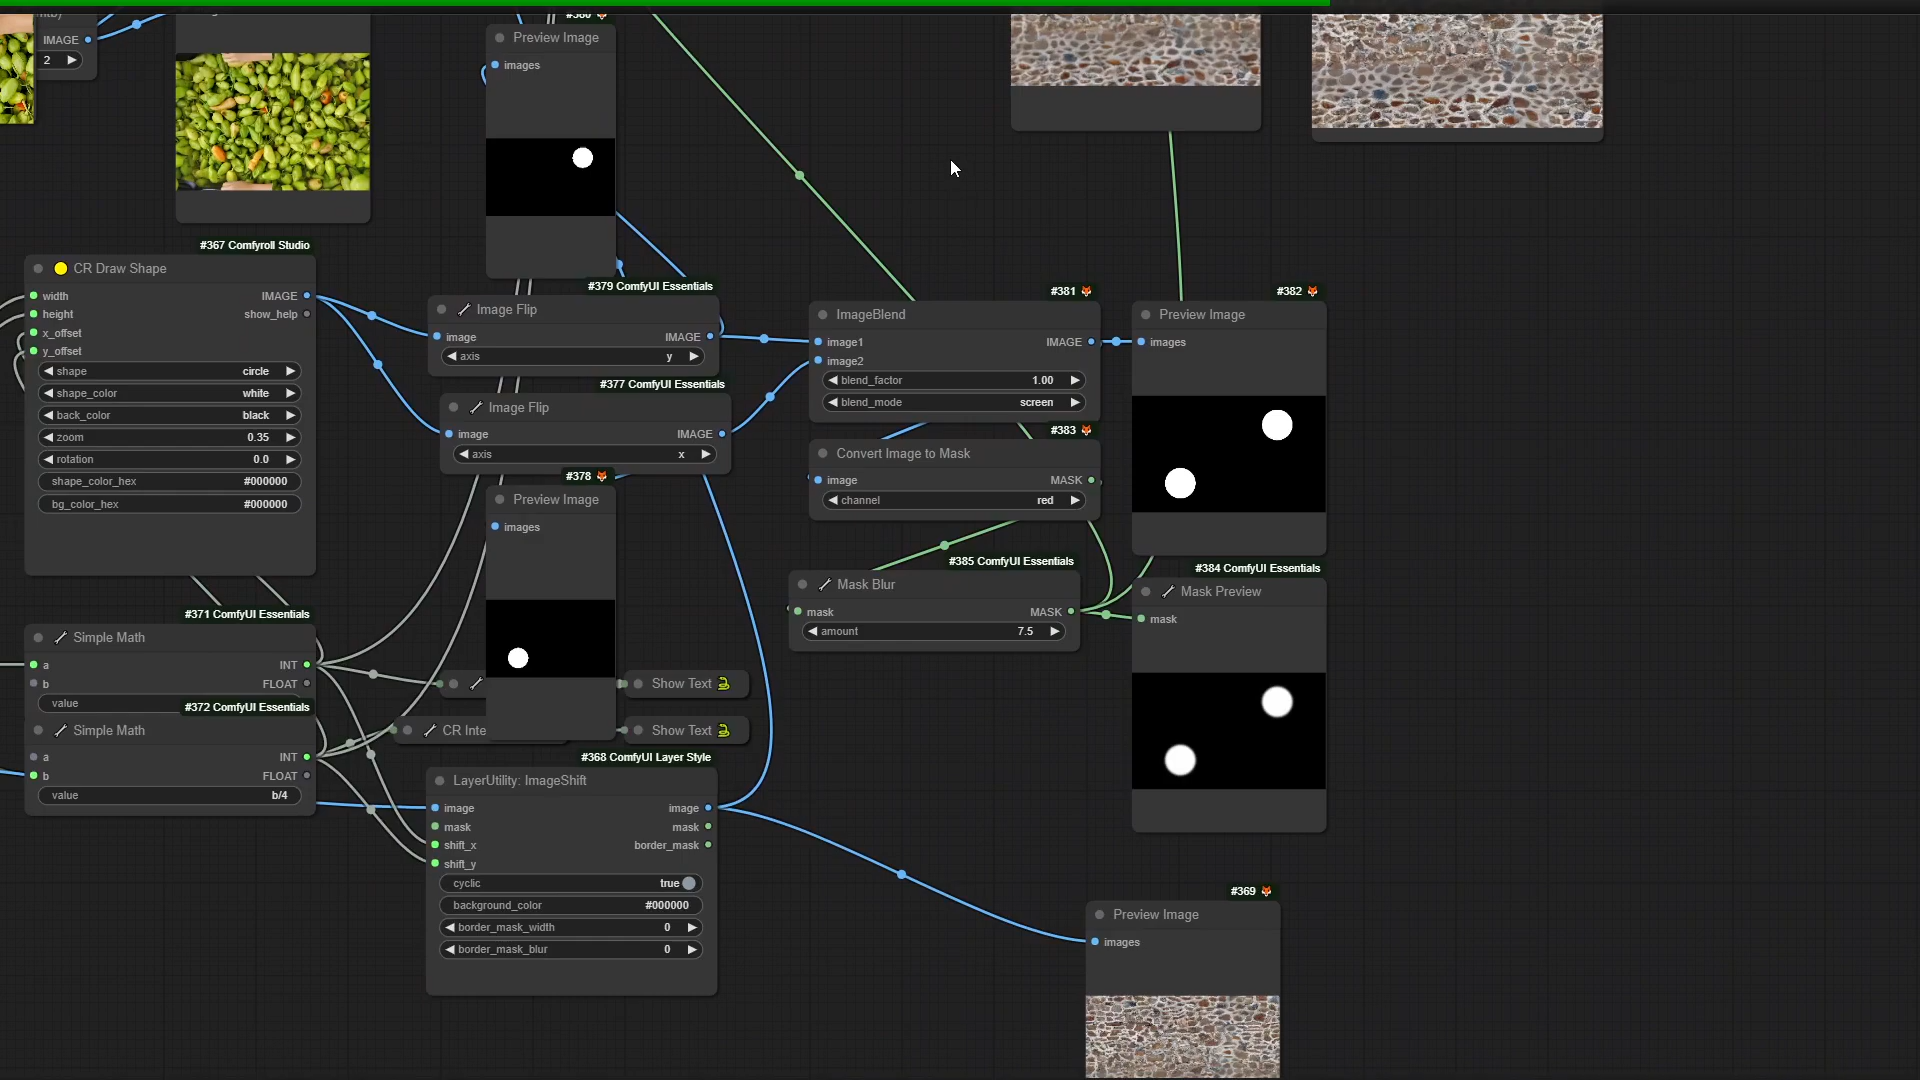 IMAGE
2
#380
Preview Image
images
#367 Comfyroll Studio
CR Draw Shape
width
IMAGE
height
show_help
x_offset
y_offset
shape
circle
shape_color
white
back_color
black
zoom
0.35
rotation
0.0
shape_color_hex
#000000
bg_color_hex
#000000
#379 ComfyUI Essentials
Image Flip
image
IMAGE
axis
y
#377 ComfyUI Essentials
Image Flip
image
IMAGE
axis
x
#378
Preview Image
images
#381
ImageBlend
image1
IMAGE
image2
blend_factor
1.00
blend_mode
screen
#382
Preview Image
images
#383
Convert Image to Mask
image
MASK
channel
red
#385 ComfyUI Essentials
Mask Blur
mask
MASK
amount
7.5
#384 ComfyUI Essentials
Mask Preview
mask
#371 ComfyUI Essentials
Simple Math
a
INT
b
FLOAT
value
#372 ComfyUI Essentials
Simple Math
a
INT
b
FLOAT
value
b/4
Show Text
CR Inte
Show Text
#368 ComfyUI Layer Style
LayerUtility: ImageShift
image
image
mask
mask
shift_x
border_mask
shift_y
cyclic
true
background_color
#000000
border_mask_width
0
border_mask_blur
0
#369
Preview Image
images